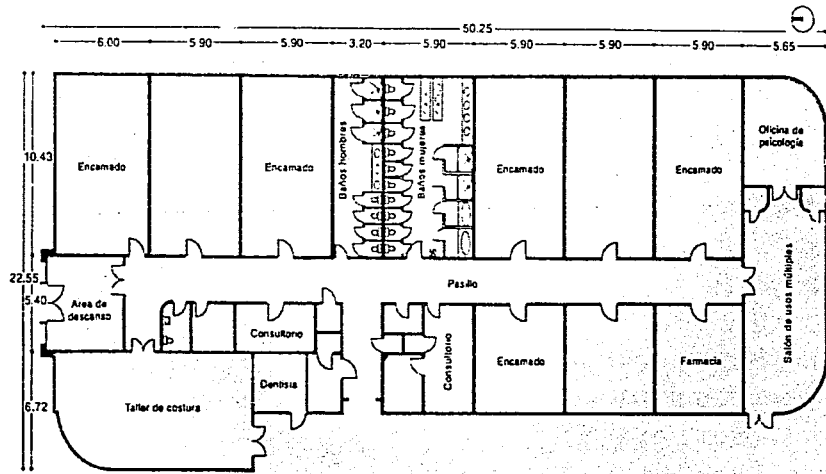 50.25
6.00 5.90 5.90 3.20 5.90 5.90 5.90 5.90 5.65
10.43
22.55
5.40
6.72
Encamado
Encamado
Baños hombres
Baños mujeres
Encamado
Encamado
Oficina de
psicología
Pasillo
Area de
descanso
Consultorio
Consultorio
Encamado
Farmacia
Salón de usos múltiples
Dentista
Taller de costura